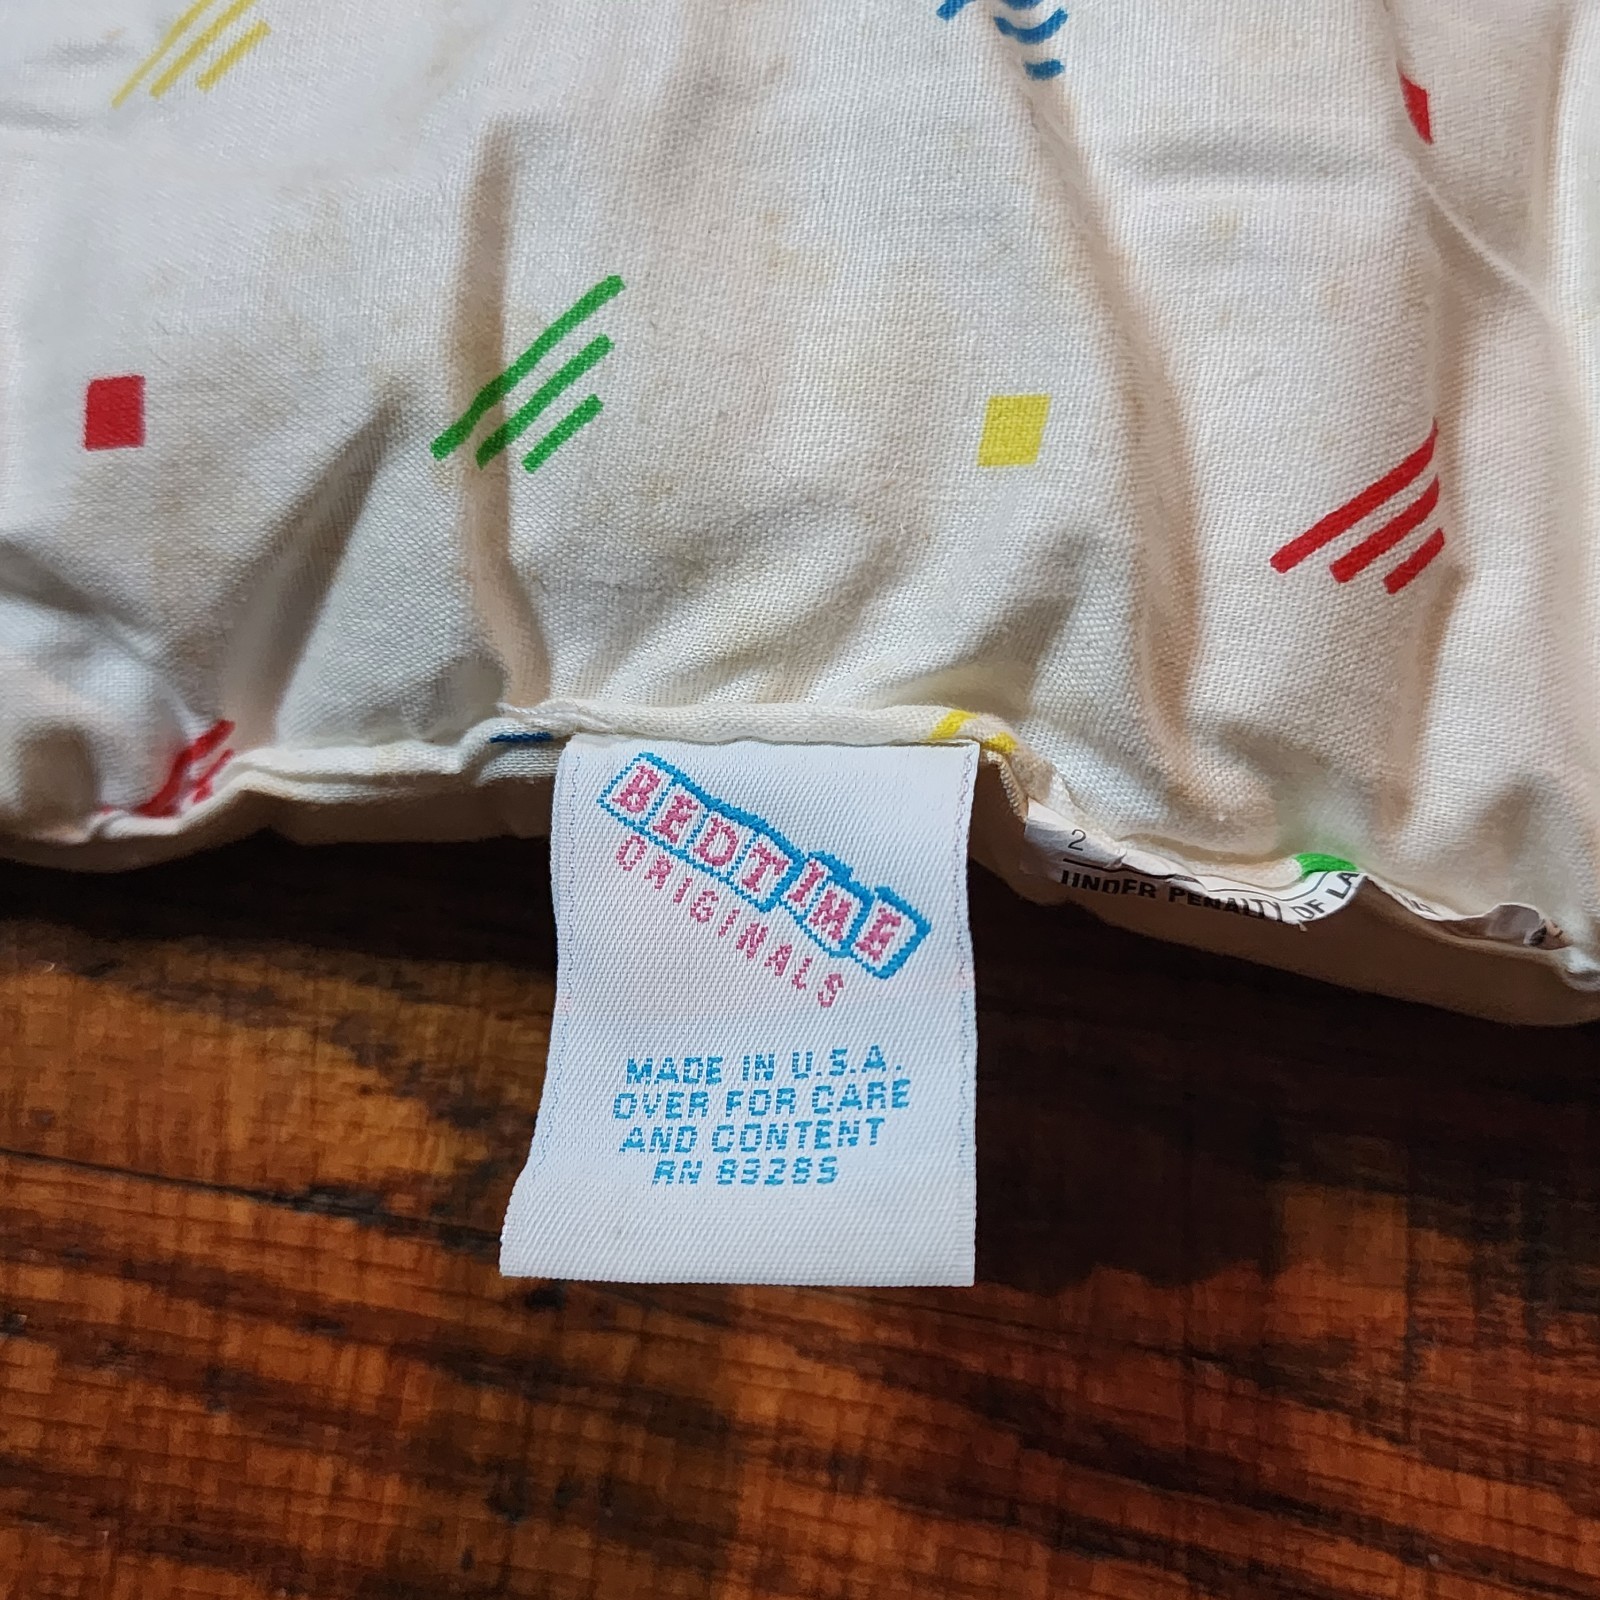 BEDTIME
ORIGINALS
MADE IN U.S.A.
OVER FOR CARE
AND CONTENT
RN 83285
2
UNDER PENALTY OF LA